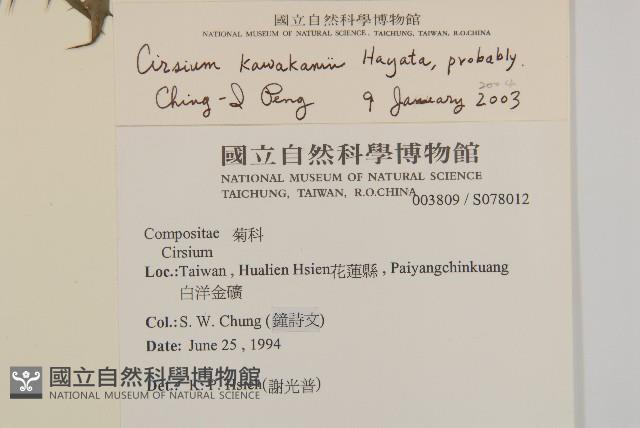 國立自然科學博物館
NATIONAL MUSEUM OF NATURAL SCIENCE, TAICHUNG, TAIWAN, R.O.CHINA
Cirsium kawakamii Hayata, probably.
2004
Ching-I Peng 9 January 2003
國立自然科學博物館
NATIONAL MUSEUM OF NATURAL SCIENCE
TAICHUNG, TAIWAN, R.O.CHINA
003809 / S078012
Compositae 菊科
Cirsium
Loc.:Taiwan , Hualien Hsien花蓮縣 , Paiyangchinkuang
白洋金礦
Col.: S. W. Chung (鐘詩文)
Date: June 25 , 1994
Det.: K. P. Hsieh(謝光普)
國立自然科學博物館
NATIONAL MUSEUM OF NATURAL SCIENCE